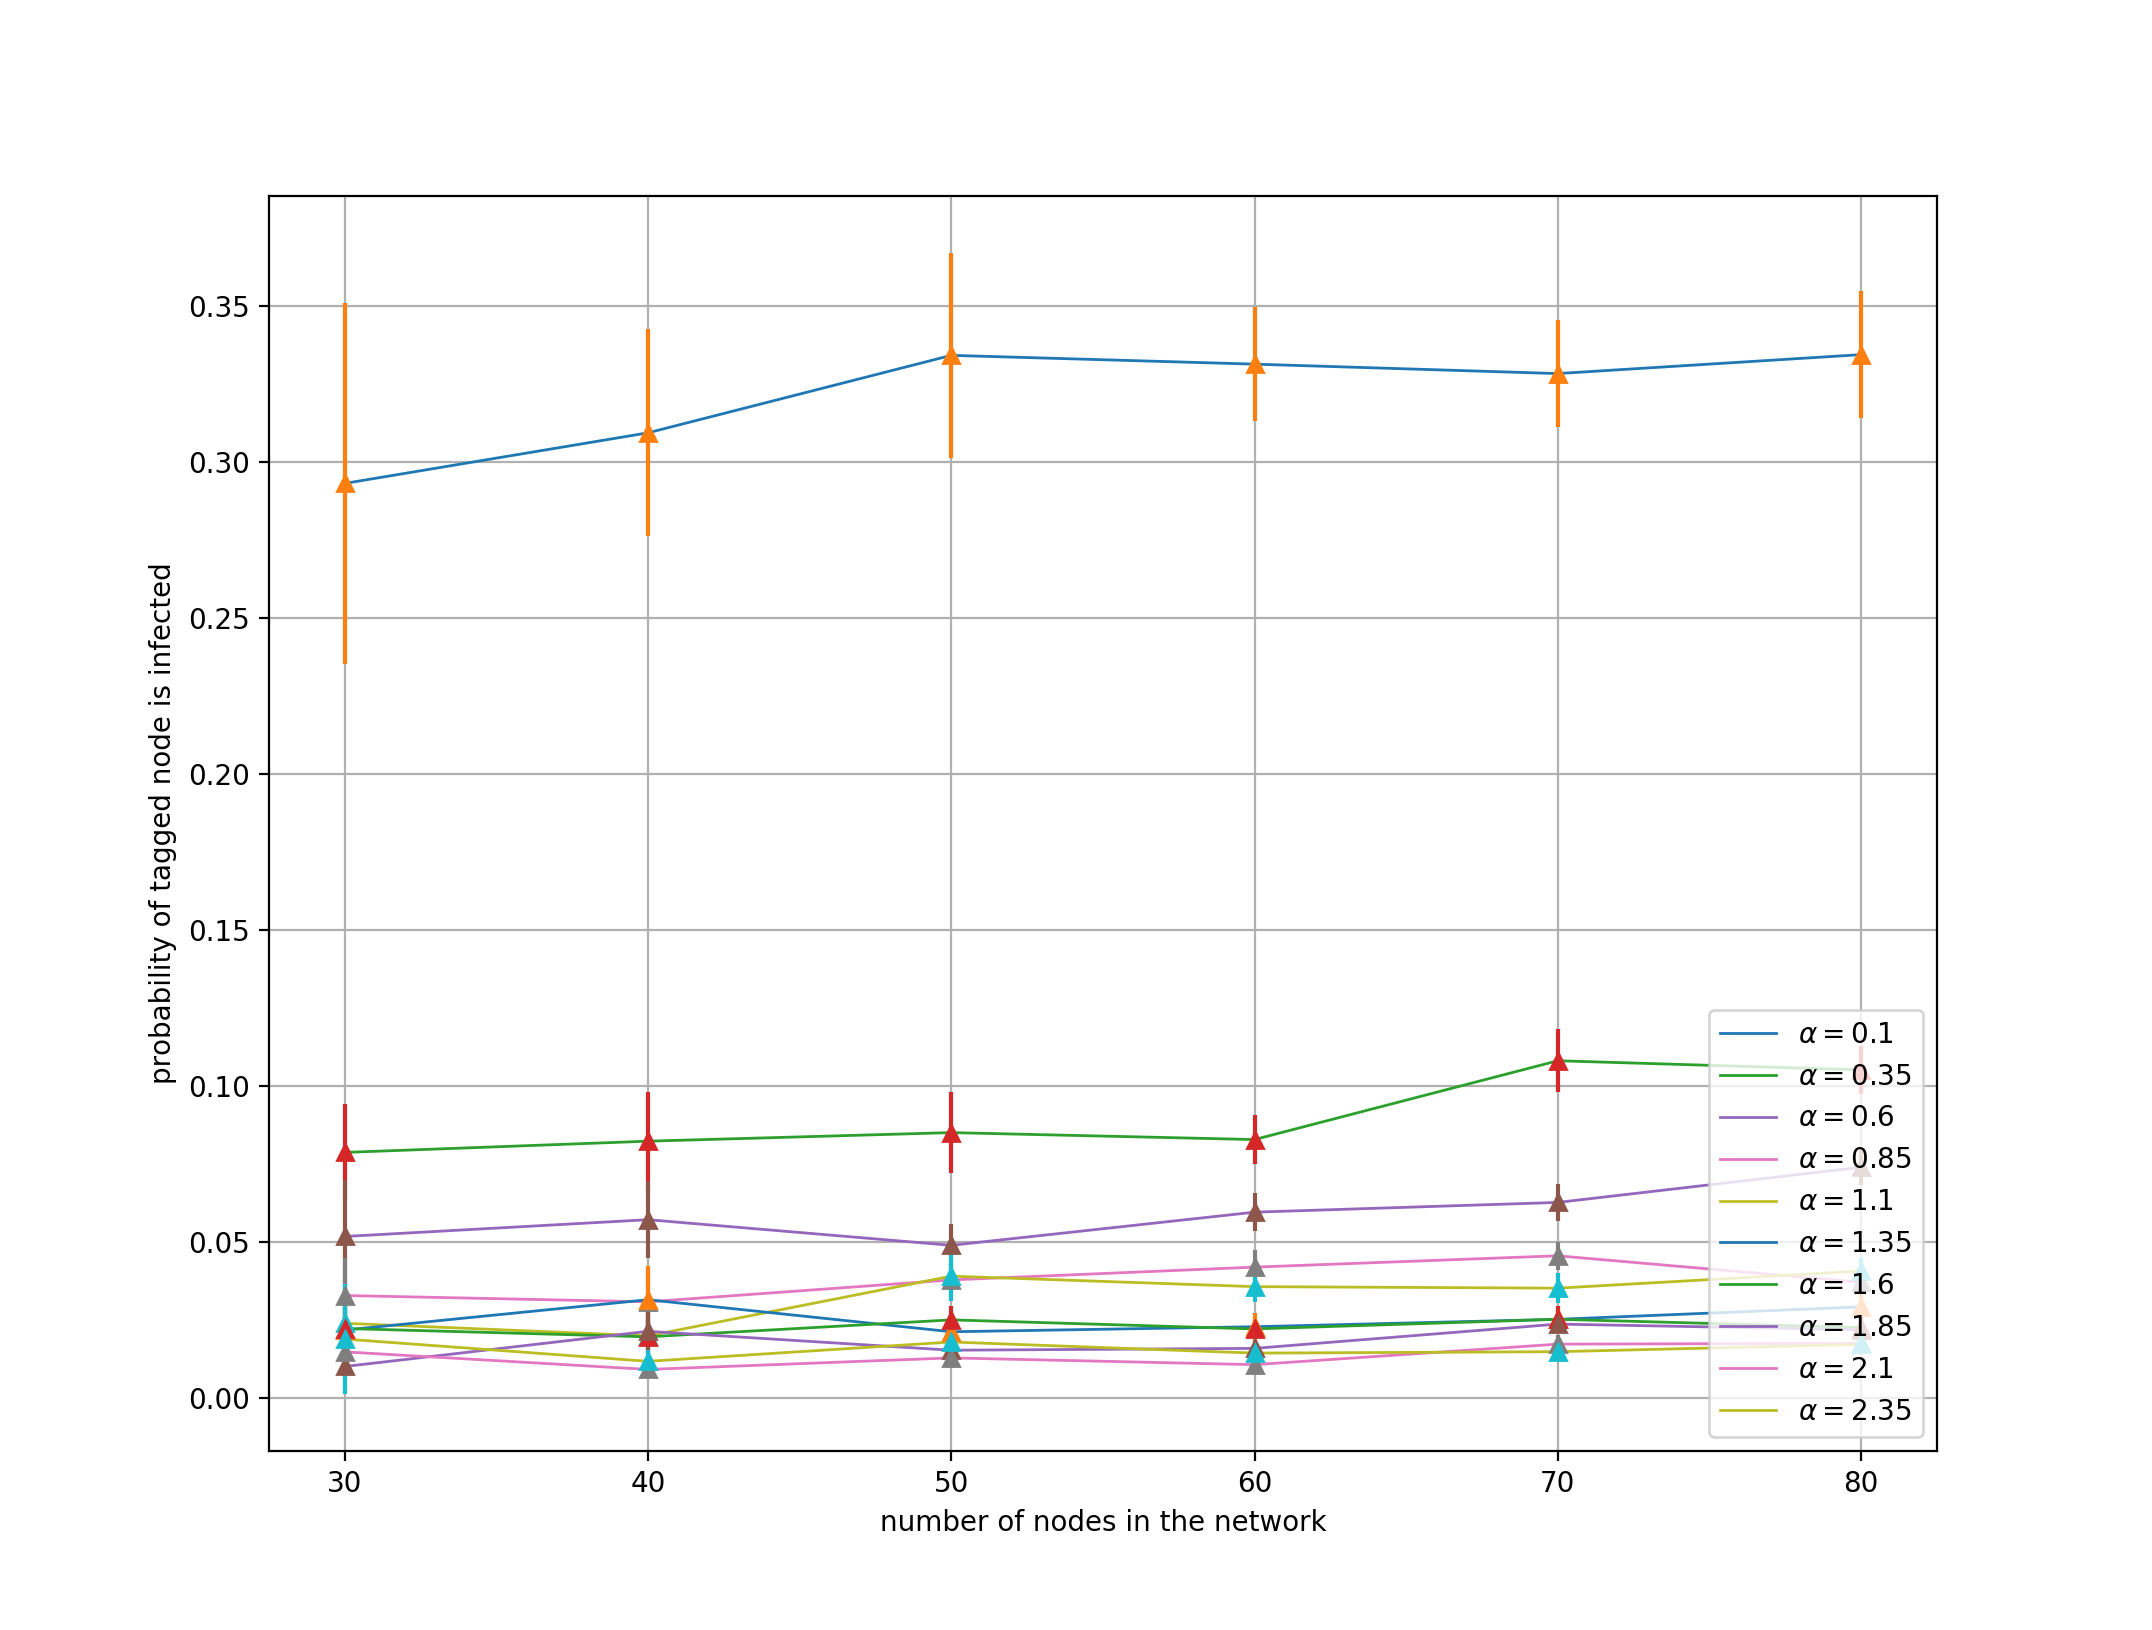 0.35
0.30
0.25
0.20
0.15
0.10
0.05
0.00
probability of tagged node is infected
α = 0.1
α = 0.35
α = 0.6
α = 0.85
α = 1.1
α = 1.35
α = 1.6
α = 1.85
α = 2.1
α = 2.35
30 40 50 60 70 80
number of nodes in the network